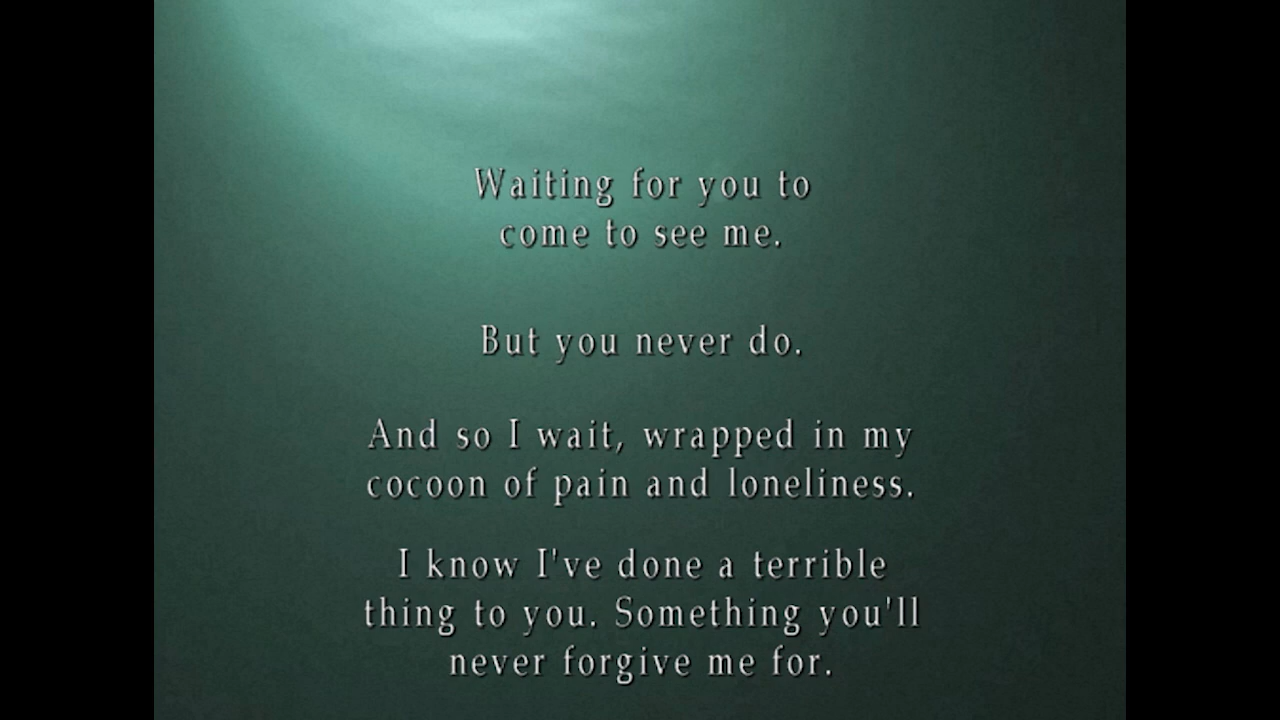 Waiting for you to
come to see me.
But you never do.
And so I wait, wrapped in my
cocoon of pain and loneliness.
I know I've done a terrible
thing to you. Something you'll
never forgive me for.